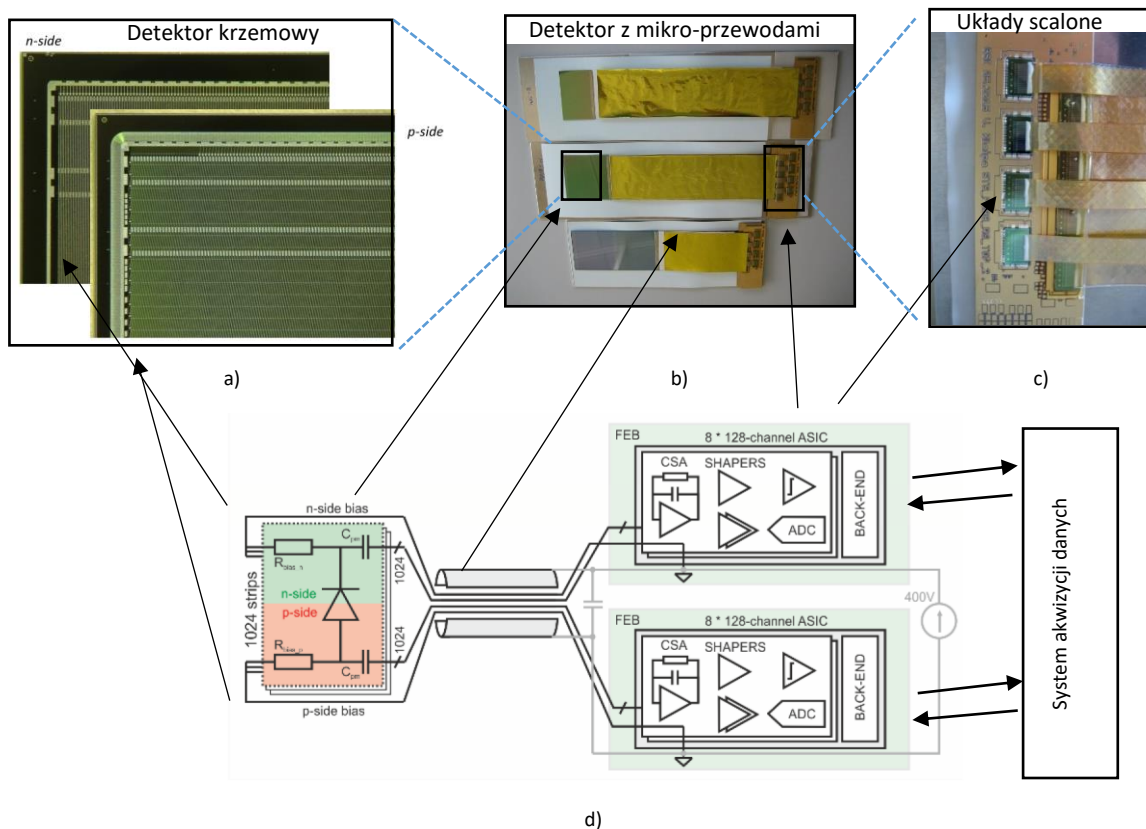 Detektor krzemowy
n-side
p-side
Detektor z mikro-przewodami
Układy scalone
a)
b)
c)
FEB
8 * 128-channel ASIC
CSA
SHAPERS
ADC
BACK-END
n-side bias
Rbias_n
n-side
p-side
1024 strips
1024
1024
p-side bias
400V
FEB
8 * 128-channel ASIC
CSA
SHAPERS
ADC
BACK-END
System akwizycji danych
d)